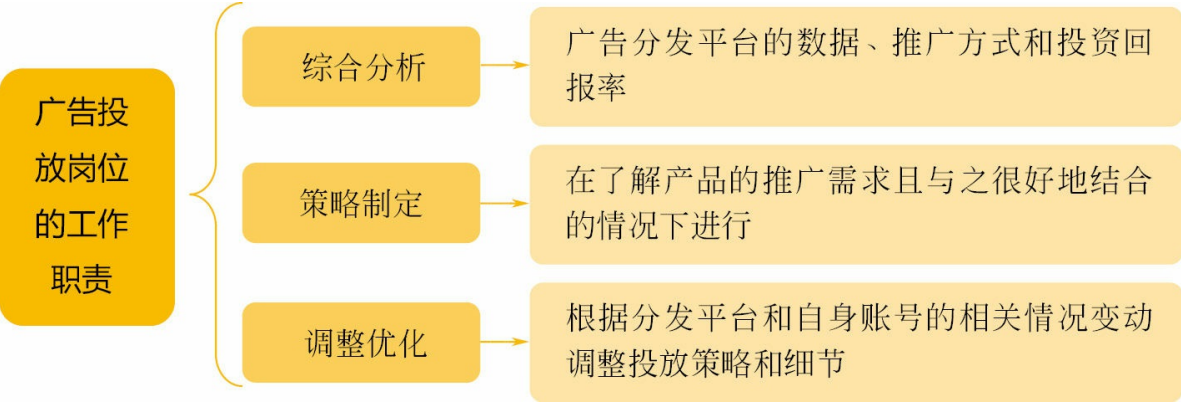 广告投
放岗位
的工作
职责
综合分析
广告分发平台的数据、推广方式和投资回
报率
策略制定
在了解产品的推广需求且与之很好地结合
的情况下进行
调整优化
根据分发平台和自身账号的相关情况变动
调整投放策略和细节